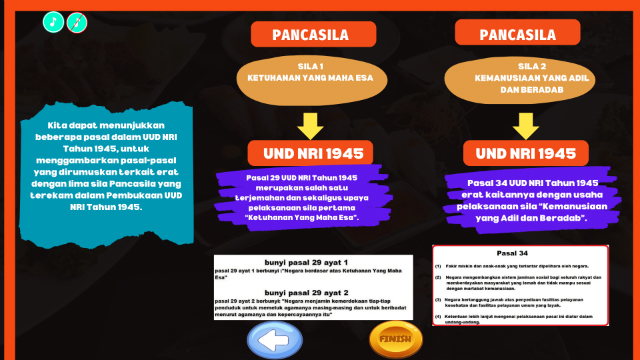 Kita dapat menunjukkan
beberapa pasal dalam UUD NRI
Tahun 1945, untuk
menggambarkan pasal-pasal
yang dirumuskan terkait erat
dengan lima sila Pancasila yang
terekam dalam Pembukaan UUD
NRI Tahun 1945.
PANCASILA
SILA 1
KETUHANAN YANG MAHA ESA
UND NRI 1945
Pasal 29 UUD NRI Tahun 1945
merupakan salah satu
terjemahan dan sekaligus upaya
pelaksanaan sila pertama
"Ketuhanan Yang Maha Esa".
bunyi pasal 29 ayat 1
pasal 29 ayat 1 berbunyi :"Negara berdasar atas Ketuhanan Yang Maha
Esa"
bunyi pasal 29 ayat 2
pasal 29 ayat 2 berbunyi: "Negara menjamin kemerdekaan tiap-tiap
penduduk untuk memeluk agamanya masing-masing dan untuk beribadat
menurut agamanya dan kepercayaannya itu"
PANCASILA
SILA 2
KEMANUSIAAN YANG ADIL
DAN BERADAB
UND NRI 1945
Pasal 34 UUD NRI Tahun 1945
erat kaitannya dengan usaha
pelaksanaan sila "Kemanusiaan
yang Adil dan Beradab".
Pasal 34
(1) Fakir miskin dan anak-anak yang terlantar dipelihara oleh negara.
(2) Negara mengembangkan sistem jaminan sosial bagi seluruh rakyat dan
memberdayakan masyarakat yang lemah dan tidak mampu sesuai
dengan martabat kemanusiaan.
(3) Negara bertanggung jawab atas penyediaan fasilitas pelayanan
kesehatan dan fasilitas pelayanan umum yang layak.
(4) Ketentuan lebih lanjut mengenai pelaksanaan pasal ini diatur dalam
undang-undang.
FINISH